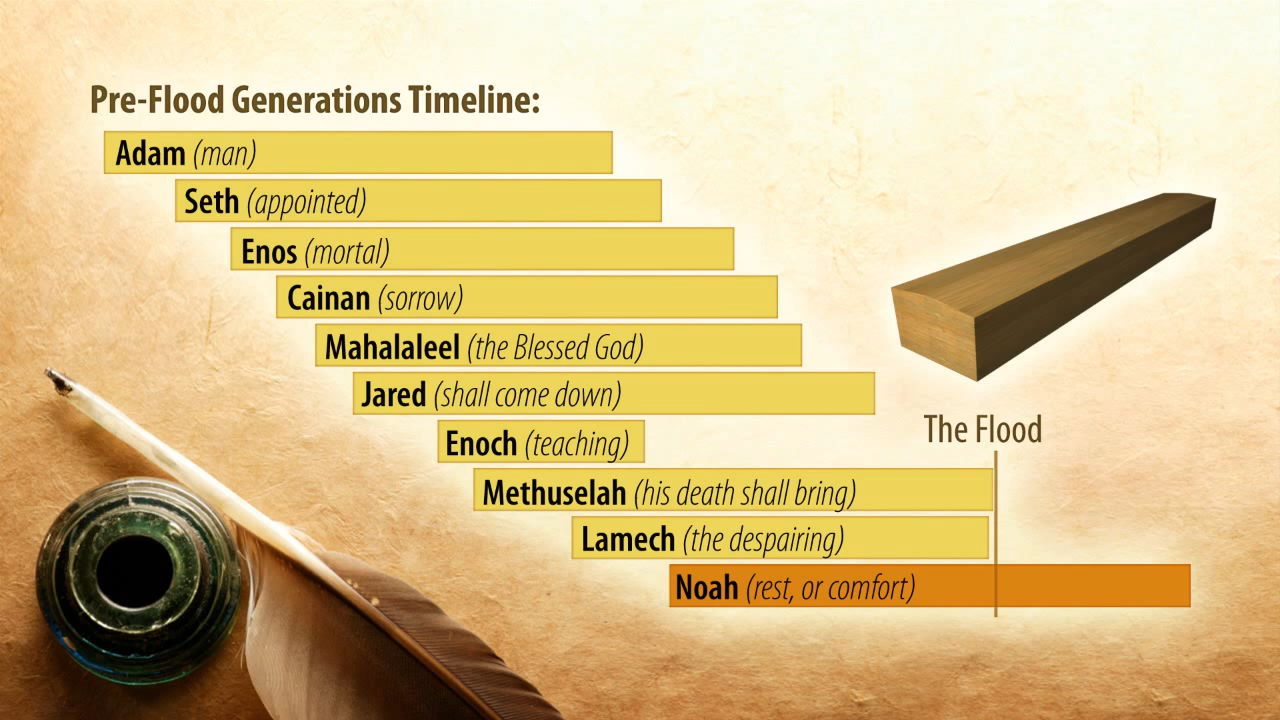 Pre-Flood Generations Timeline:
Adam (man)
Seth (appointed)
Enos (mortal)
Cainan (sorrow)
Mahalaleel (the Blessed God)
Jared (shall come down)
Enoch (teaching)
The Flood
Methuselah (his death shall bring)
Lamech (the despairing)
Noah (rest, or comfort)